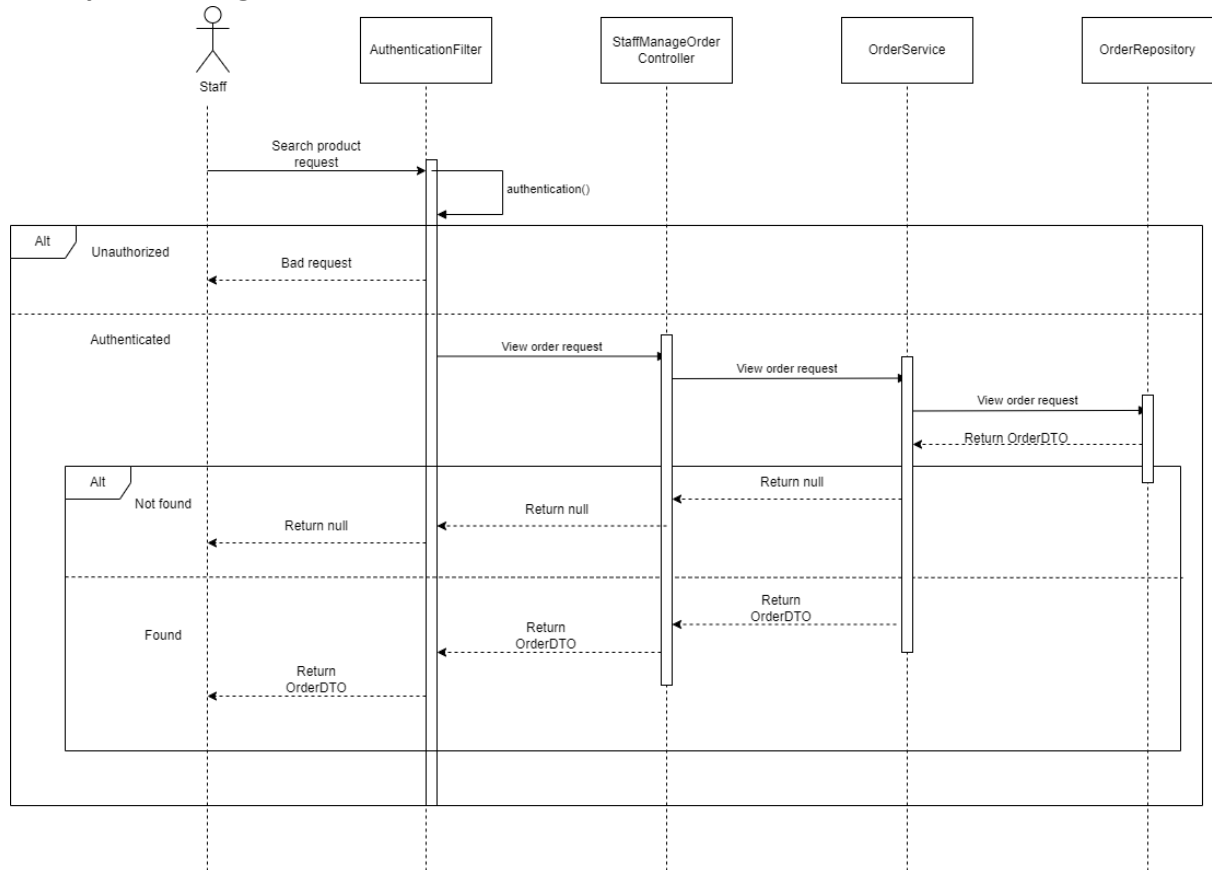 Staff
AuthenticationFilter
StaffManageOrder
Controller
OrderService
OrderRepository
Search product
request
authentication()
Alt
Unauthorized
Bad request
Authenticated
View order request
View order request
View order request
Return OrderDTO
Alt
Not found
Return null
Return null
Return null
Found
Return
OrderDTO
Return
OrderDTO
Return
OrderDTO